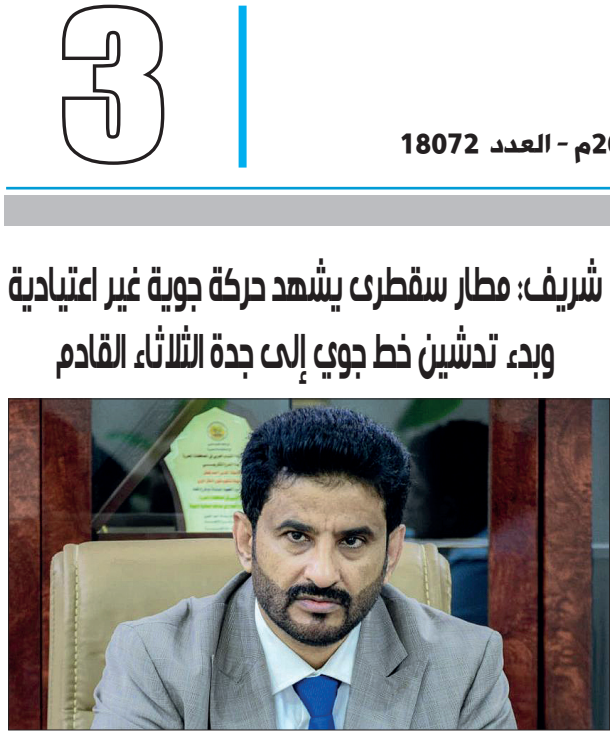 3
م - العدد 18072
شريف: مطار سقطرى يشهد حركة جوية غير اعتيادية
وبدء تدشين خط جوي إلى جدة الثلاثاء القادم